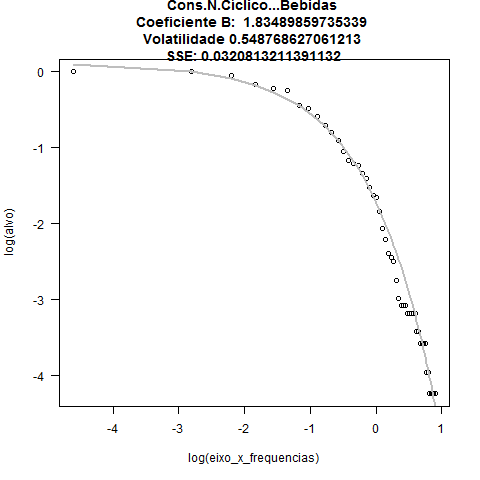 Cons.N.Ciclico...Bebidas
Coeficiente B:  1.83489859735339
Volatilidade 0.548768627061213
SSE: 0.0320813211391132
0
-1
-2
-3
-4
log(alvo)
-4
-3
-2
-1
0
1
log(eixo_x_frequencias)